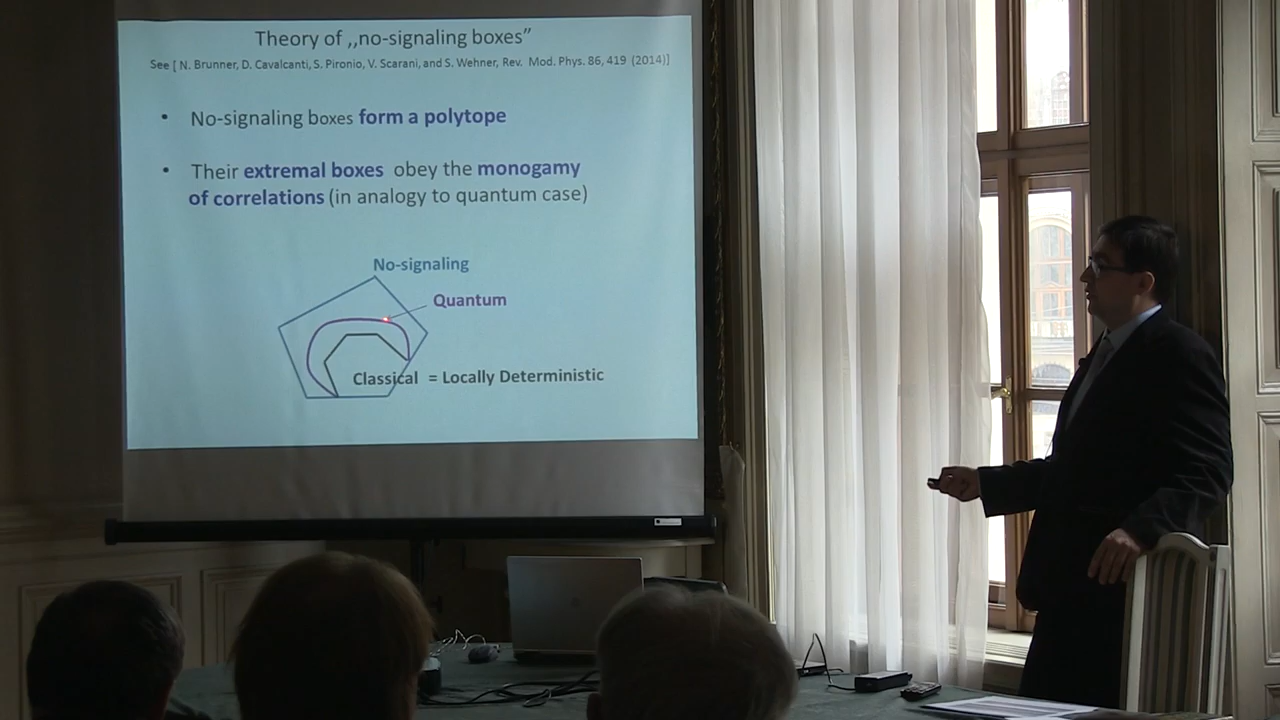 Theory of ,,no-signaling boxes”
See [ N. Brunner, D. Cavalcanti, S. Pironio, V. Scarani, and S. Wehner, Rev. Mod. Phys. 86, 419 (2014)]
• No-signaling boxes form a polytope
• Their extremal boxes obey the monogamy
of correlations (in analogy to quantum case)
No-signaling
Quantum
Classical = Locally Deterministic